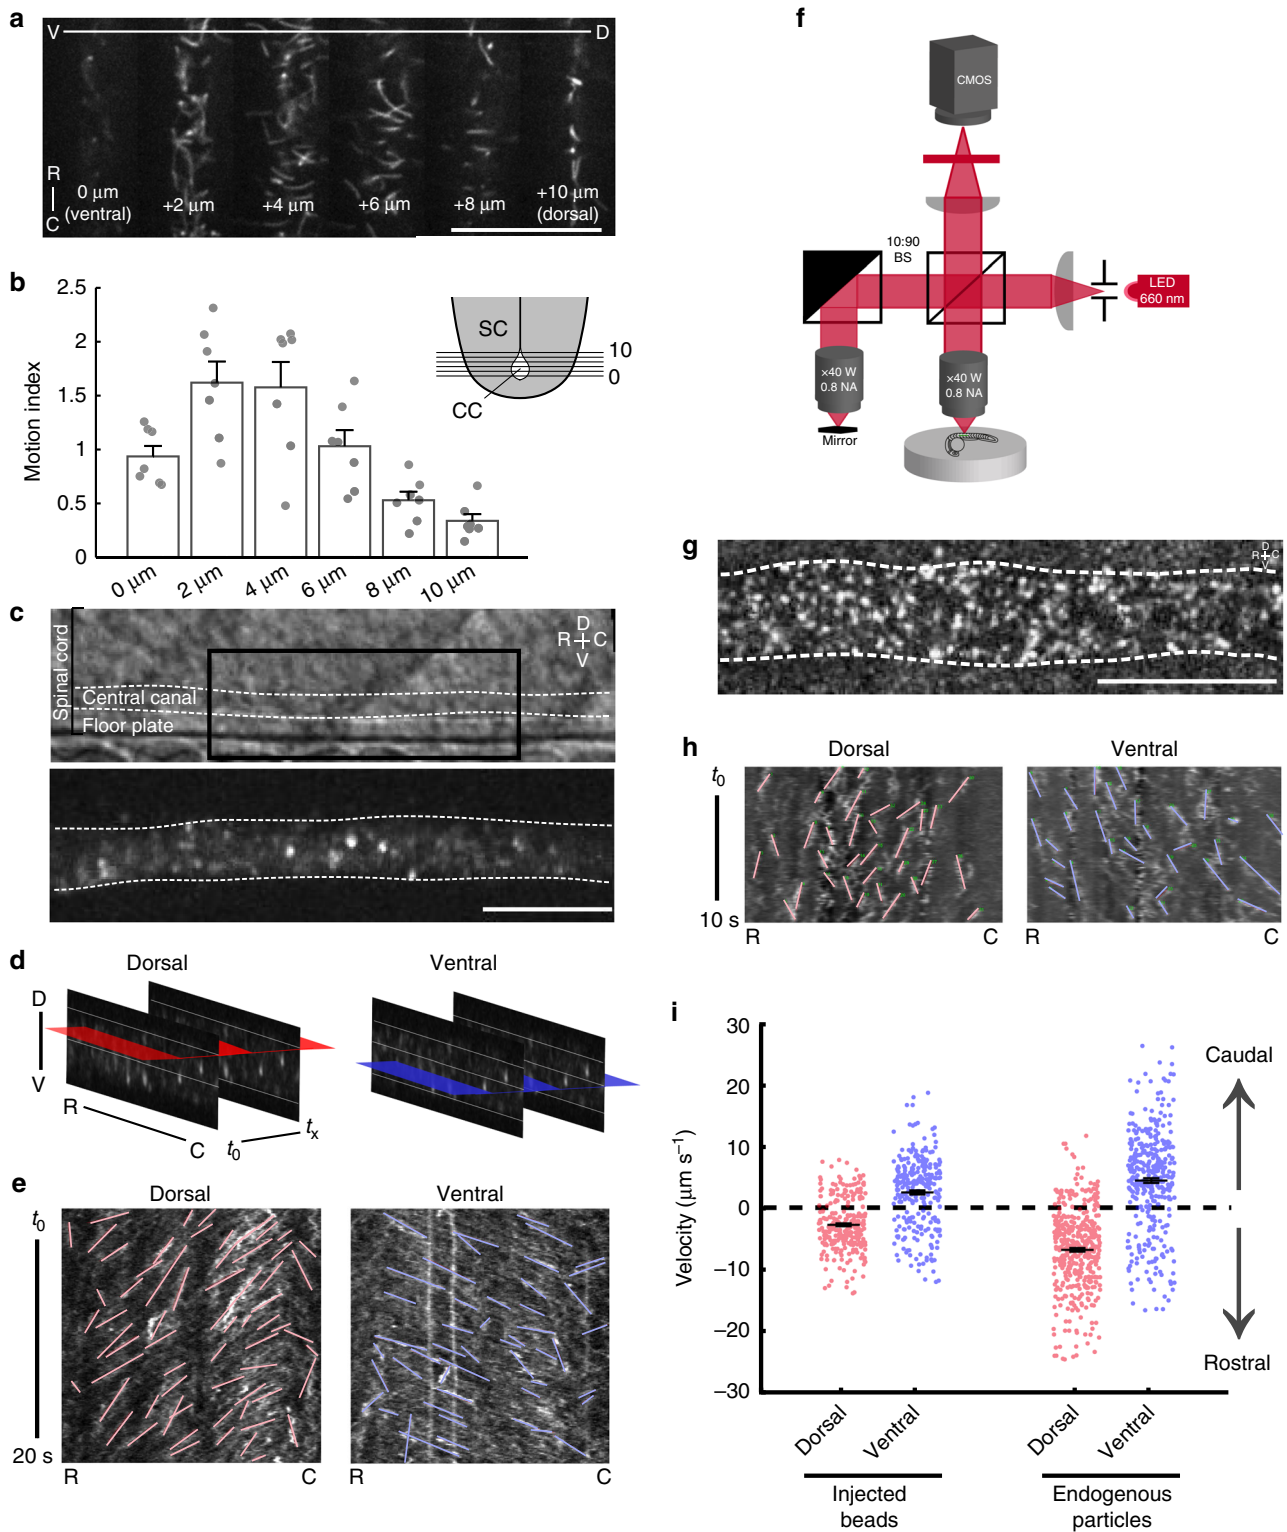 a
V
D
R
C
0 µm
(ventral)
+2 µm
+4 µm
+6 µm
+8 µm
+10 µm
(dorsal)
b
Motion index
2.5
2
1.5
1
0.5
0
0 µm
2 µm
4 µm
6 µm
8 µm
10 µm
SC
CC
10
0
c
Spinal cord
Central canal
Floor plate
D
R
C
V
d
Dorsal
Ventral
D
V
R
C
t0
tx
e
Dorsal
Ventral
t0
20 s
R
C
R
C
f
CMOS
10:90
BS
LED
660 nm
×40 W
0.8 NA
×40 W
0.8 NA
Mirror
g
D
R
C
V
h
Dorsal
Ventral
t0
10 s
R
C
R
C
i
Velocity (µm s⁻¹)
30
20
10
0
−10
−20
−30
Caudal
Rostral
Dorsal
Ventral
Dorsal
Ventral
Injected
beads
Endogenous
particles